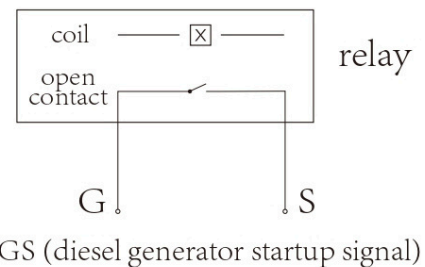 coil X
relay
open
contact
G S
GS (diesel generator startup signal)